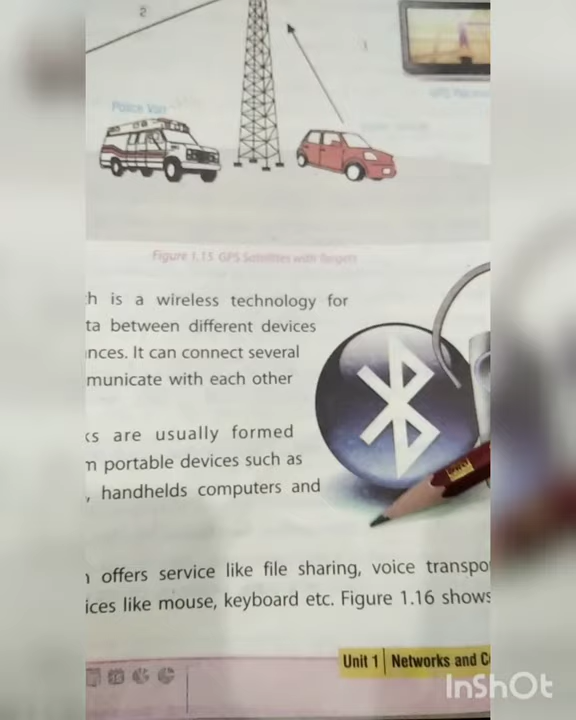 2
Police Van
Figure 1.15 GPS Satellites with Targets
h is a wireless technology for
ta between different devices
nces. It can connect several
municate with each other
ks are usually formed
m portable devices such as
, handhelds computers and
offers service like file sharing, voice transpo
ices like mouse, keyboard etc. Figure 1.16 shows
Unit 1 | Networks and C
InShOt